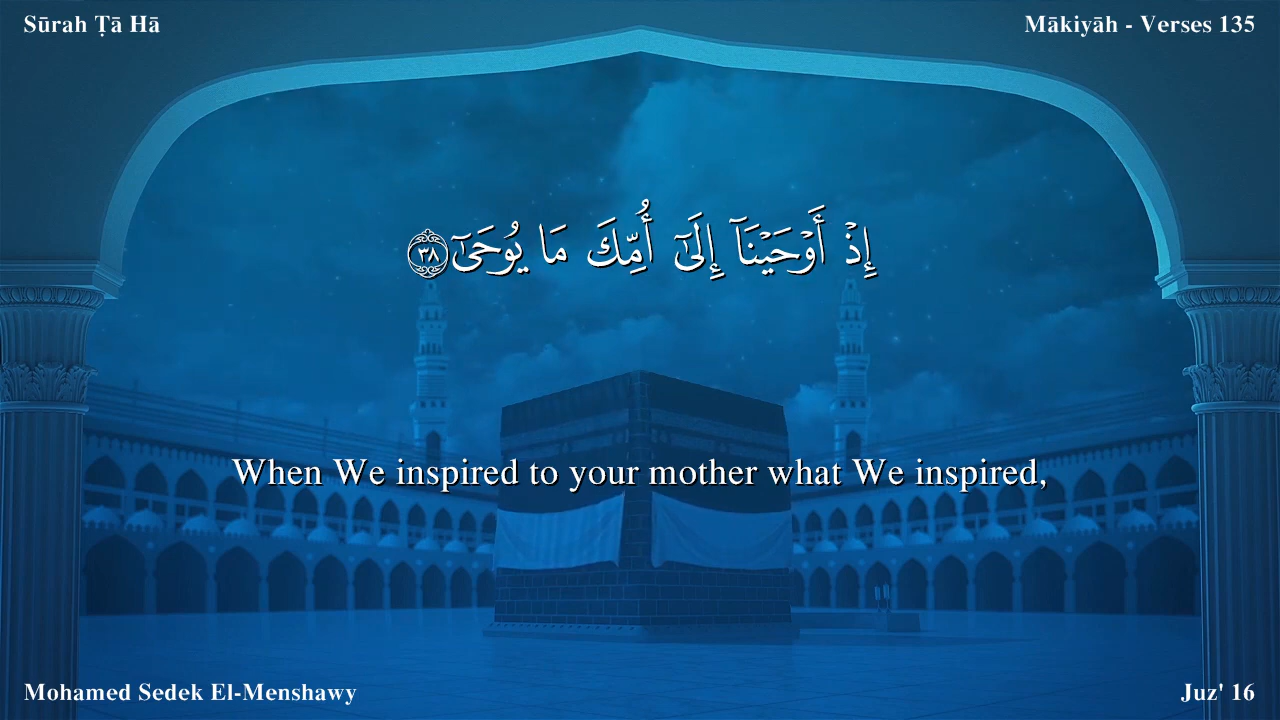 Sūrah Ṭā Hā
Mākiyāh - Verses 135
إِذْ أَوْحَيْنَآ إِلَىٰٓ أُمِّكَ مَا يُوحَىٰٓ ٣٨
When We inspired to your mother what We inspired,
Mohamed Sedek El-Menshawy
Juz' 16